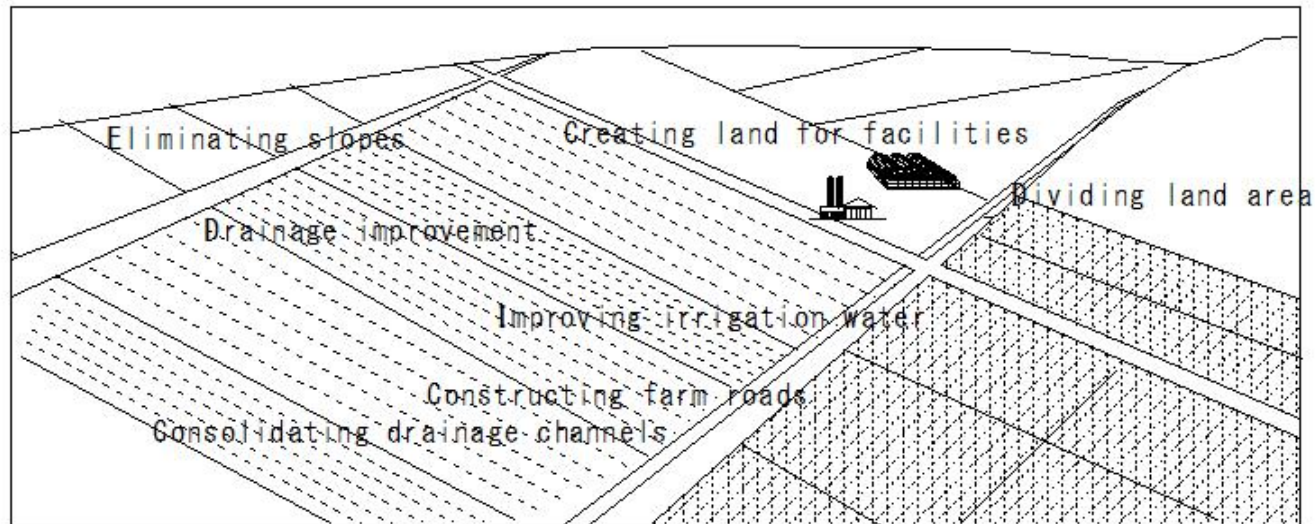 Eliminating slopes
Creating land for facilities
Dividing land area
Drainage improvement
Improving irrigation water
Constructing farm roads
Consolidating drainage channels